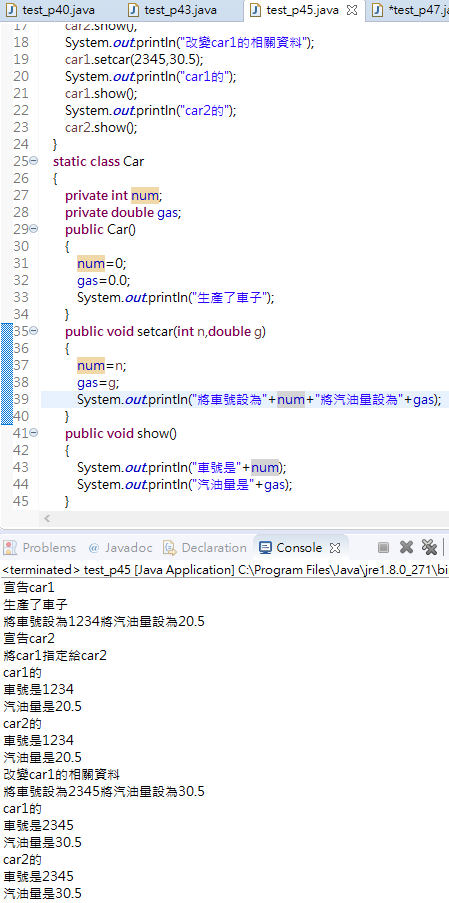 test_p40.java test_p43.java test_p45.java *test_p47.ja
17 car2.show();
18 System.out.println("改變car1的相關資料");
19 car1.setcar(2345,30.5);
20 System.out.println("car1的");
21 car1.show();
22 System.out.println("car2的");
23 car2.show();
24 }
25 static class Car
26 {
27 private int num;
28 private double gas;
29 public Car()
30 {
31 num=0;
32 gas=0.0;
33 System.out.println("生產了車子");
34 }
35 public void setcar(int n,double g)
36 {
37 num=n;
38 gas=g;
39 System.out.println("將車號設為"+num+"將汽油量設為"+gas);
40 }
41 public void show()
42 {
43 System.out.println("車號是"+num);
44 System.out.println("汽油量是"+gas);
45 }
Problems @ Javadoc Declaration Console
<terminated> test_p45 [Java Application] C:\Program Files\Java\jre1.8.0_271\bi
宣告car1
生產了車子
將車號設為1234將汽油量設為20.5
宣告car2
將car1指定給car2
car1的
車號是1234
汽油量是20.5
car2的
車號是1234
汽油量是20.5
改變car1的相關資料
將車號設為2345將汽油量設為30.5
car1的
車號是2345
汽油量是30.5
car2的
車號是2345
汽油量是30.5